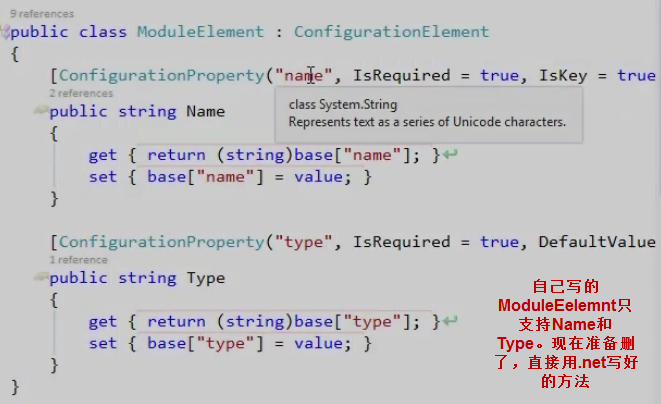 9 references
public class ModuleElement : ConfigurationElement
{
[ConfigurationProperty("name", IsRequired = true, IsKey = true
2 references
public string Name
class System.String
Represents text as a series of Unicode characters.
{
get { return (string)base["name"]; }
set { base["name"] = value; }
}
[ConfigurationProperty("type", IsRequired = true, DefaultValue
1 reference
public string Type
{
get { return (string)base["type"]; }
set { base["type"] = value; }
}
}
自己写的
ModuleEelemnt只
支持Name和
Type。现在准备删
了，直接用.net写好
的方法